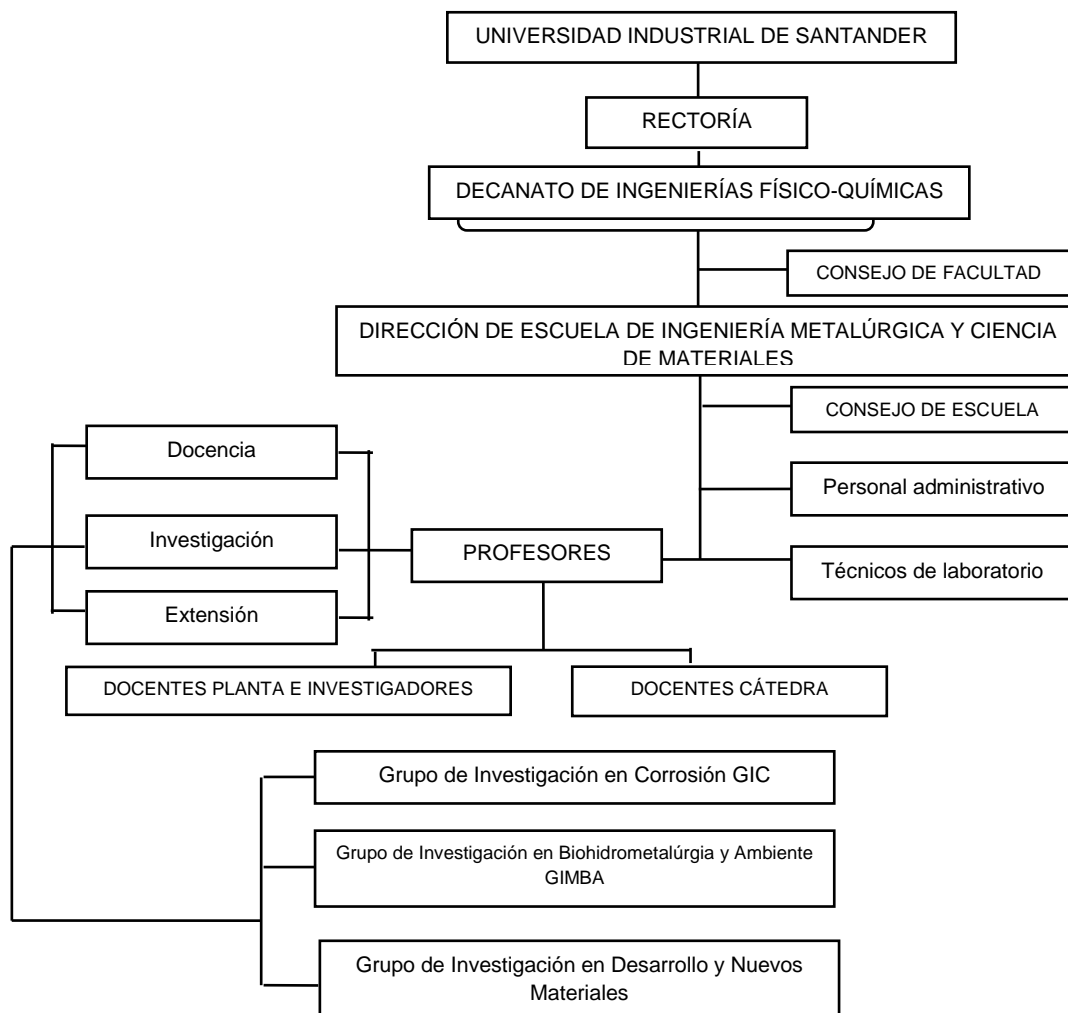 UNIVERSIDAD INDUSTRIAL DE SANTANDER
RECTORÍA
DECANATO DE INGENIERÍAS FÍSICO-QUÍMICAS
CONSEJO DE FACULTAD
DIRECCIÓN DE ESCUELA DE INGENIERÍA METALÚRGICA Y CIENCIA
DE MATERIALES
CONSEJO DE ESCUELA
Docencia
Personal administrativo
Investigación
PROFESORES
Técnicos de laboratorio
Extensión
DOCENTES PLANTA E INVESTIGADORES
DOCENTES CÁTEDRA
Grupo de Investigación en Corrosión GIC
Grupo de Investigación en Biohidrometalúrgia y Ambiente
GIMBA
Grupo de Investigación en Desarrollo y Nuevos
Materiales